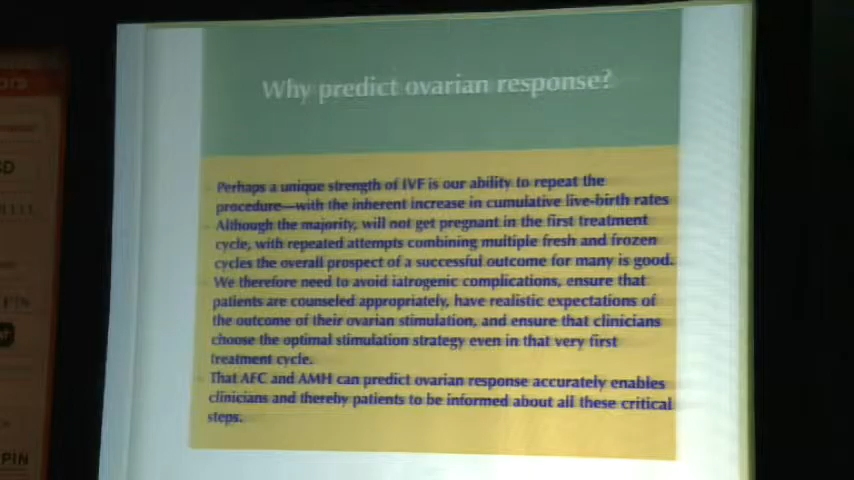 Why predict ovarian response?
Perhaps a unique strength of IVF is our ability to repeat the
procedure—with the inherent increase in cumulative live-birth rates
Although the majority, will not get pregnant in the first treatment
cycle, with repeated attempts combining multiple fresh and frozen
cycles the overall prospect of a successful outcome for many is good.
We therefore need to avoid iatrogenic complications, ensure that
patients are counseled appropriately, have realistic expectations of
the outcome of their ovarian stimulation, and ensure that clinicians
choose the optimal stimulation strategy even in that very first
treatment cycle.
That AFC and AMH can predict ovarian response accurately enables
clinicians and thereby patients to be informed about all these critical
steps.
PIN